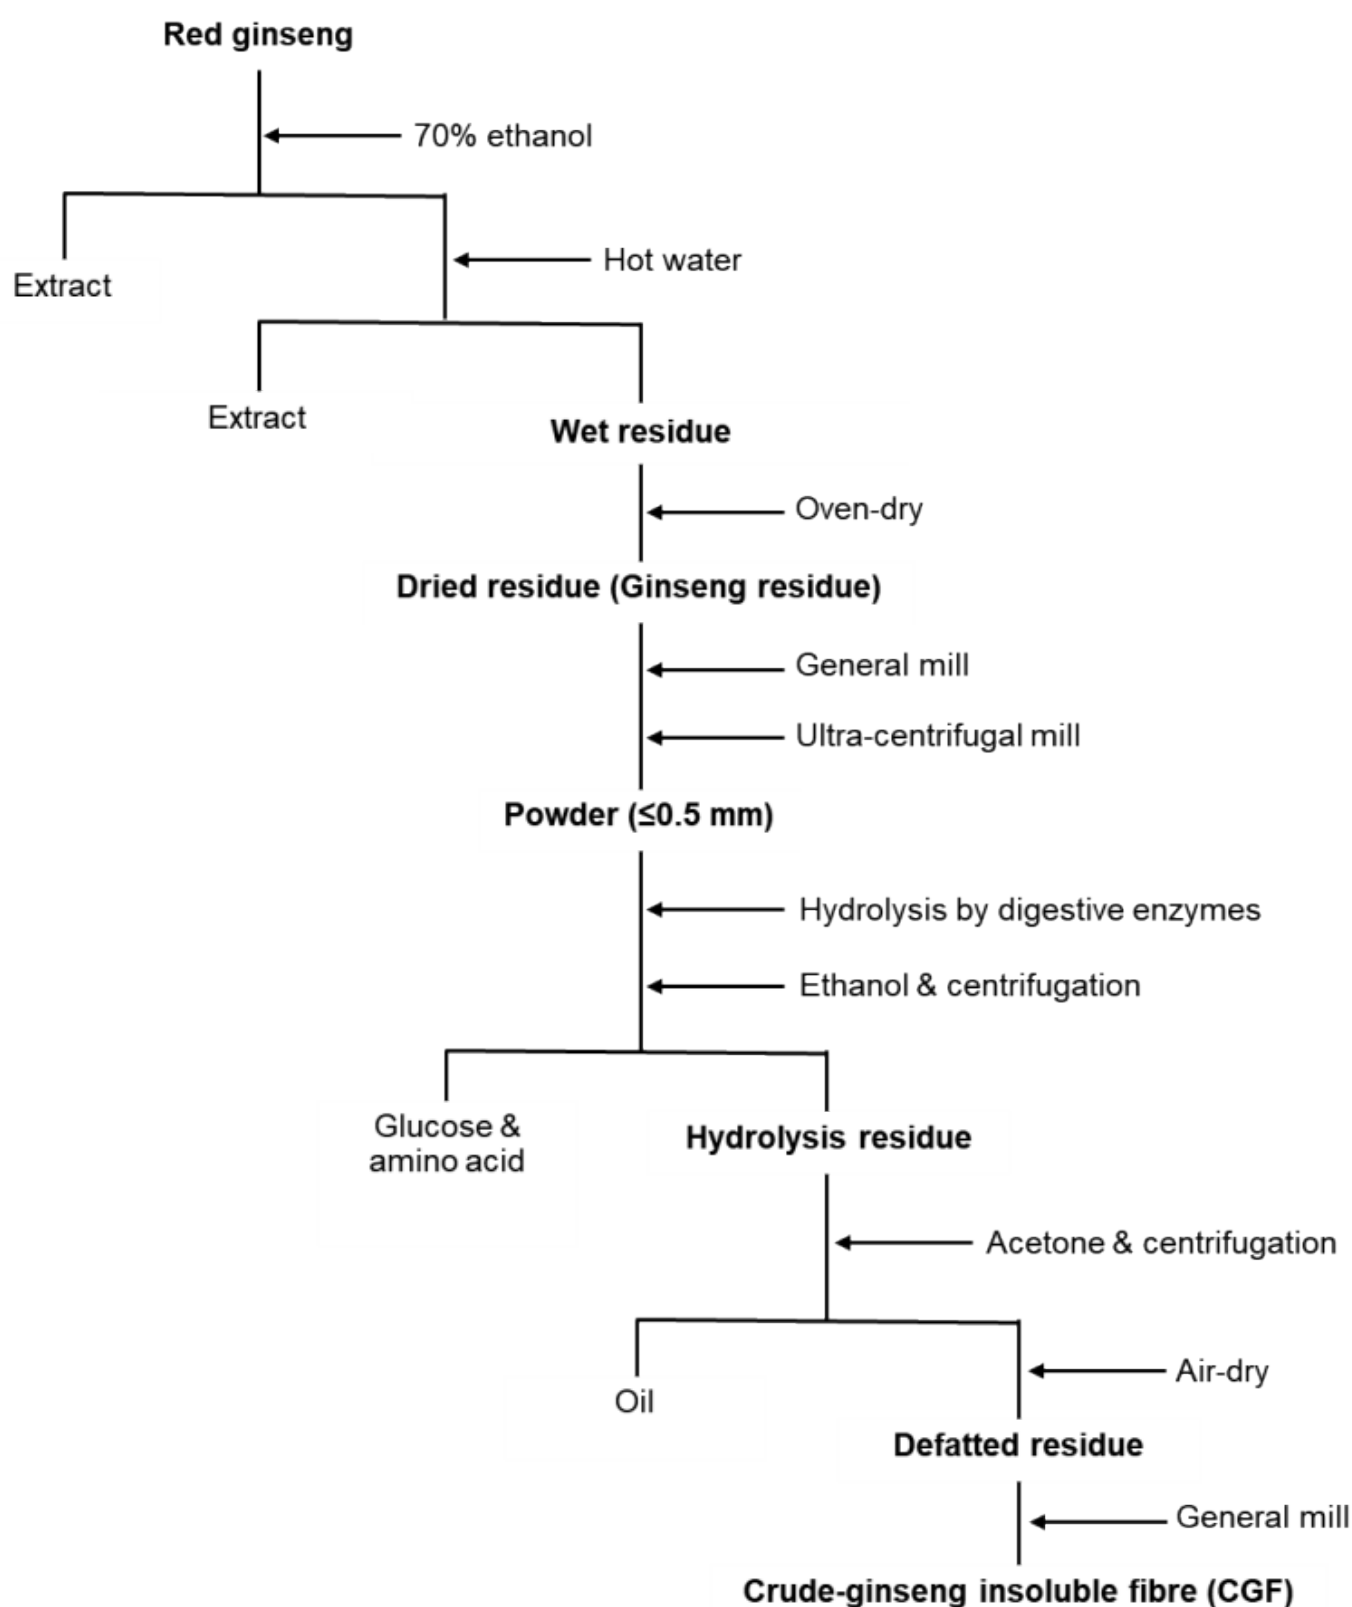 Red ginseng
70% ethanol
Hot water
Extract
Extract
Wet residue
Oven-dry
Dried residue (Ginseng residue)
General mill
Ultra-centrifugal mill
Powder (≤0.5 mm)
Hydrolysis by digestive enzymes
Ethanol & centrifugation
Glucose &
amino acid
Hydrolysis residue
Acetone & centrifugation
Air-dry
Oil
Defatted residue
General mill
Crude-ginseng insoluble fibre (CGF)